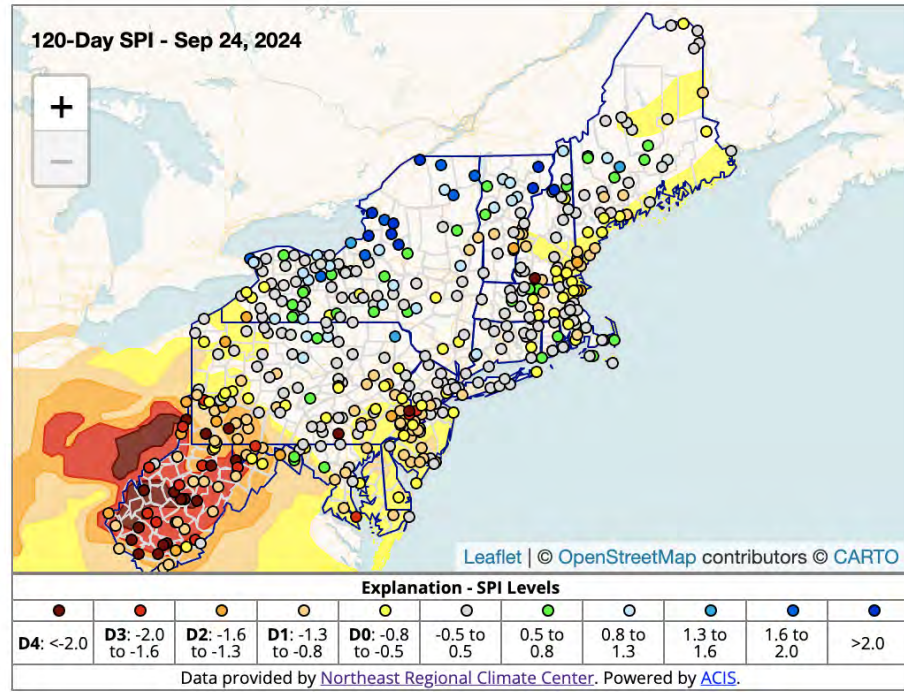 120-Day SPI - Sep 24, 2024
+
−
Leaflet | © OpenStreetMap contributors © CARTO
Explanation - SPI Levels
D4: <-2.0
D3: -2.0 to -1.6
D2: -1.6 to -1.3
D1: -1.3 to -0.8
D0: -0.8 to -0.5
-0.5 to 0.5
0.5 to 0.8
0.8 to 1.3
1.3 to 1.6
1.6 to 2.0
>2.0
Data provided by Northeast Regional Climate Center. Powered by ACIS.